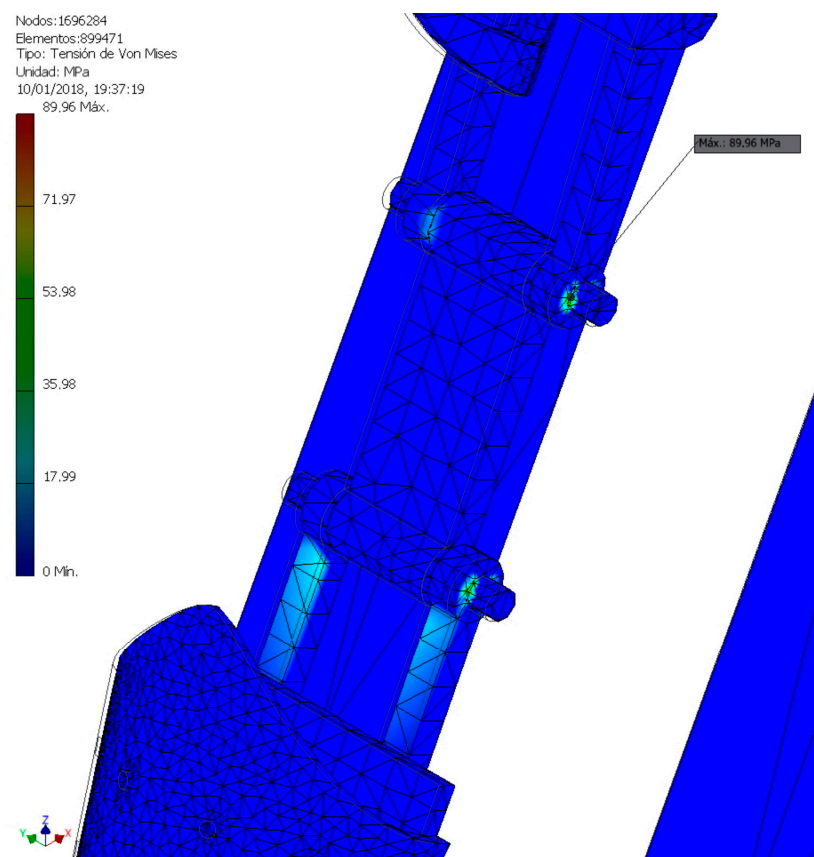 Nodos:1696284
Elementos:899471
Tipo: Tensión de Von Mises
Unidad: MPa
10/01/2018, 19:37:19
89,96 Máx.
Máx.: 89,96 MPa
71,97
53,98
35,98
17,99
0 Mín.
Z
Y
X